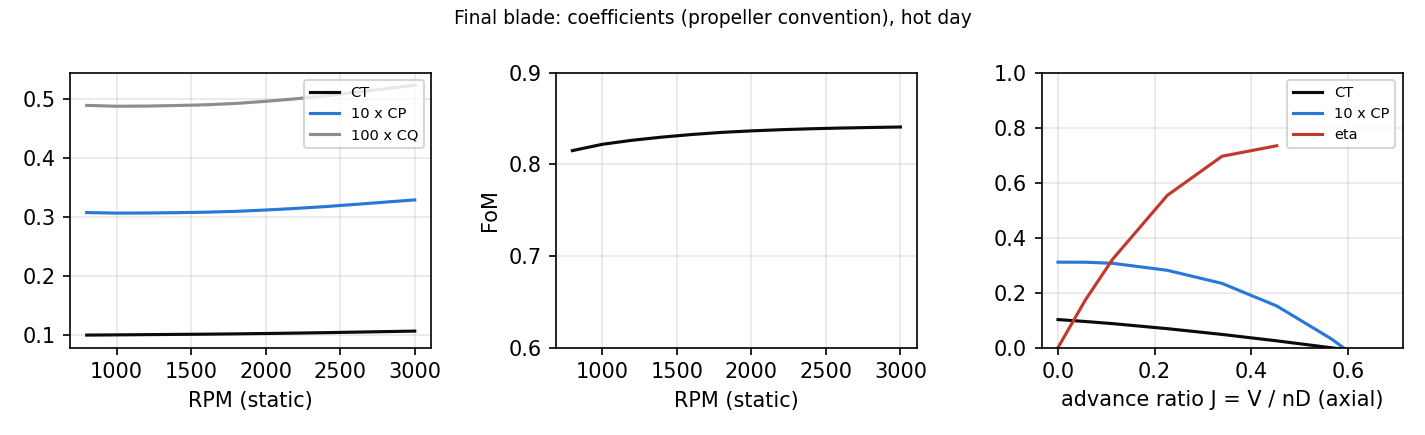 Final blade: coefficients (propeller convention), hot day
0.5
0.4
0.3
0.2
0.1
CT
10 x CP
100 x CQ
1000 1500 2000 2500 3000
RPM (static)
FoM
0.9
0.8
0.7
0.6
1000 1500 2000 2500 3000
RPM (static)
1.0
0.8
0.6
0.4
0.2
0.0
CT
10 x CP
eta
0.0 0.2 0.4 0.6
advance ratio J = V / nD (axial)